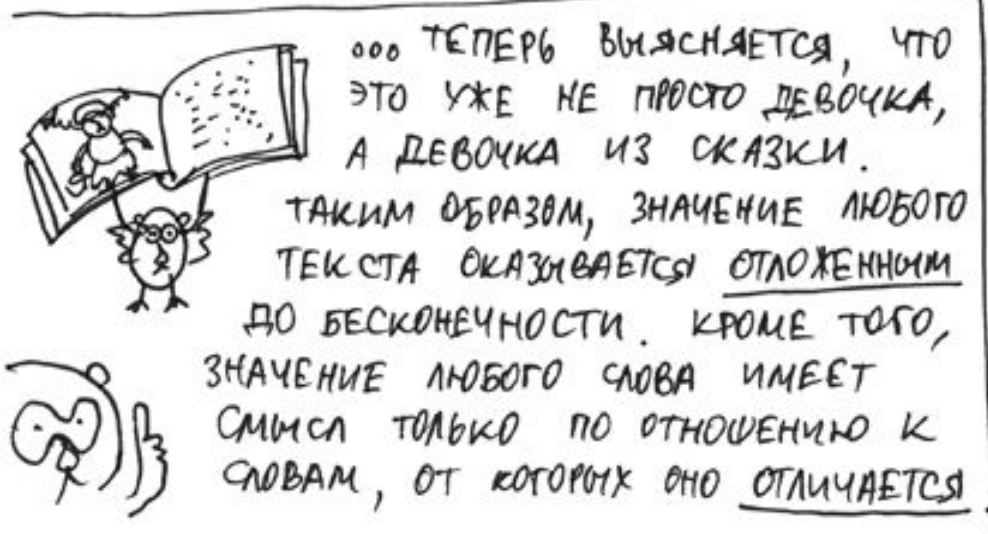 ... ТЕПЕРЬ ВЫЯСНЯЕТСЯ, ЧТО
ЭТО УЖЕ НЕ ПРОСТО ДЕВОЧКА,
А ДЕВОЧКА ИЗ СКАЗКИ.
ТАКИМ ОБРАЗОМ, ЗНАЧЕНИЕ ЛЮБОГО
ТЕКСТА ОКАЗЫВАЕТСЯ ОТЛОЖЕННЫМ
ДО БЕСКОНЕЧНОСТИ. КРОМЕ ТОГО,
ЗНАЧЕНИЕ ЛЮБОГО СЛОВА ИМЕЕТ
СМЫСЛ ТОЛЬКО ПО ОТНОШЕНИЮ К
СЛОВАМ, ОТ КОТОРЫХ ОНО ОТЛИЧАЕТСЯ.